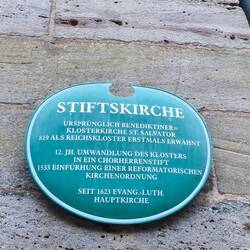 STIFTSKIRCHE
URSPRÜNGLICH BENEDIKTINER=
KLOSTERKIRCHE ST. SALVATOR
819 ALS REICHSKLOSTER ERSTMALS ERWÄHNT
12. JH. UMWANDLUNG DES KLOSTERS
IN EIN CHORHERRENSTIFT
1533 EINFÜHRUNG EINER REFORMATORISCHEN
KIRCHENORDNUNG
SEIT 1623 EVANG.-LUTH.
HAUPTKIRCHE